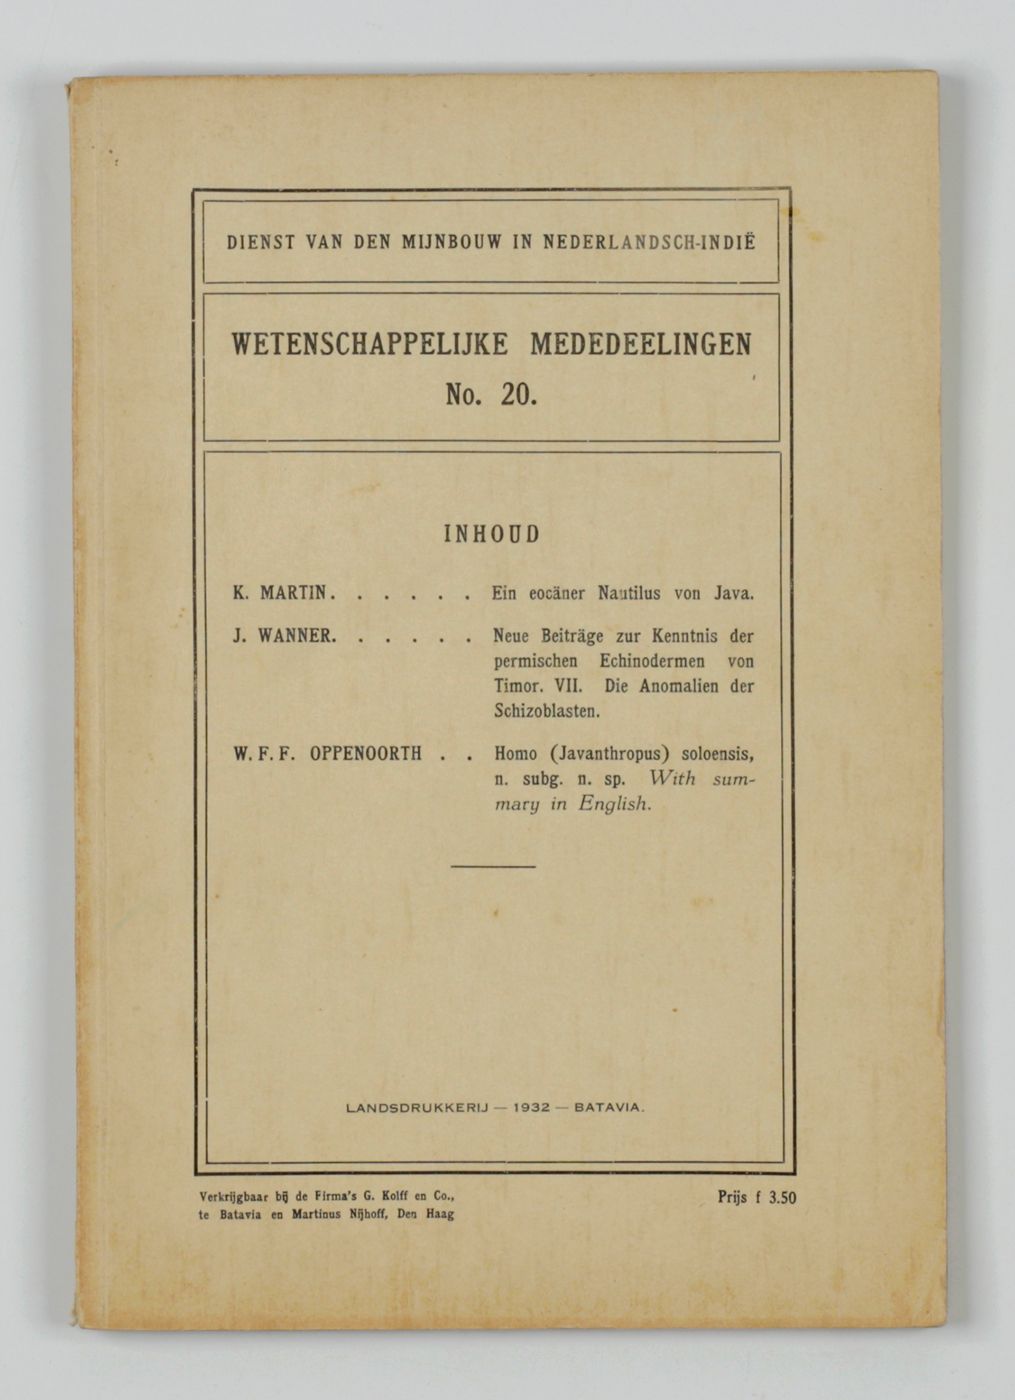 DIENST VAN DEN MIJNBOUW IN NEDERLANDSCH-INDIË
WETENSCHAPPELIJKE MEDEDEELINGEN
No. 20.
INHOUD
K. MARTIN. . . . . . Ein eocäner Nautilus von Java.
J. WANNER. . . . . . Neue Beiträge zur Kenntnis der
permischen Echinodermen von
Timor. VII. Die Anomalien der
Schizoblasten.
W. F. F. OPPENOORTH . . Homo (Javanthropus) soloensis,
n. subg. n. sp. With sum-
mary in English.
LANDSDRUKKERIJ — 1932 — BATAVIA.
Verkrijgbaar bij de Firma's G. Kolff en Co.,
te Batavia en Martinus Nijhoff, Den Haag
Prijs f 3.50